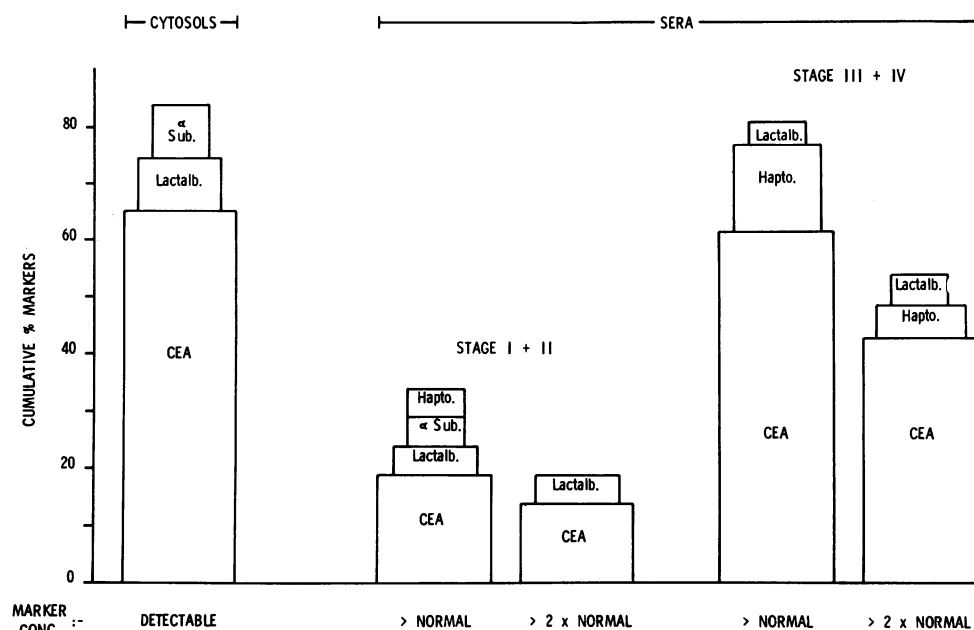 CYTOSOLS
SERA
STAGE III + IV
80
60
40
20
0
CUMULATIVE % MARKERS
α
Sub.
Lactalb.
CEA
STAGE I + II
Hapto.
α Sub.
Lactalb.
CEA
Lactalb.
CEA
Lactalb.
Hapto.
CEA
Lactalb.
Hapto.
CEA
MARKER
CONC. :-
DETECTABLE
> NORMAL
> 2 x NORMAL
> NORMAL
> 2 x NORMAL